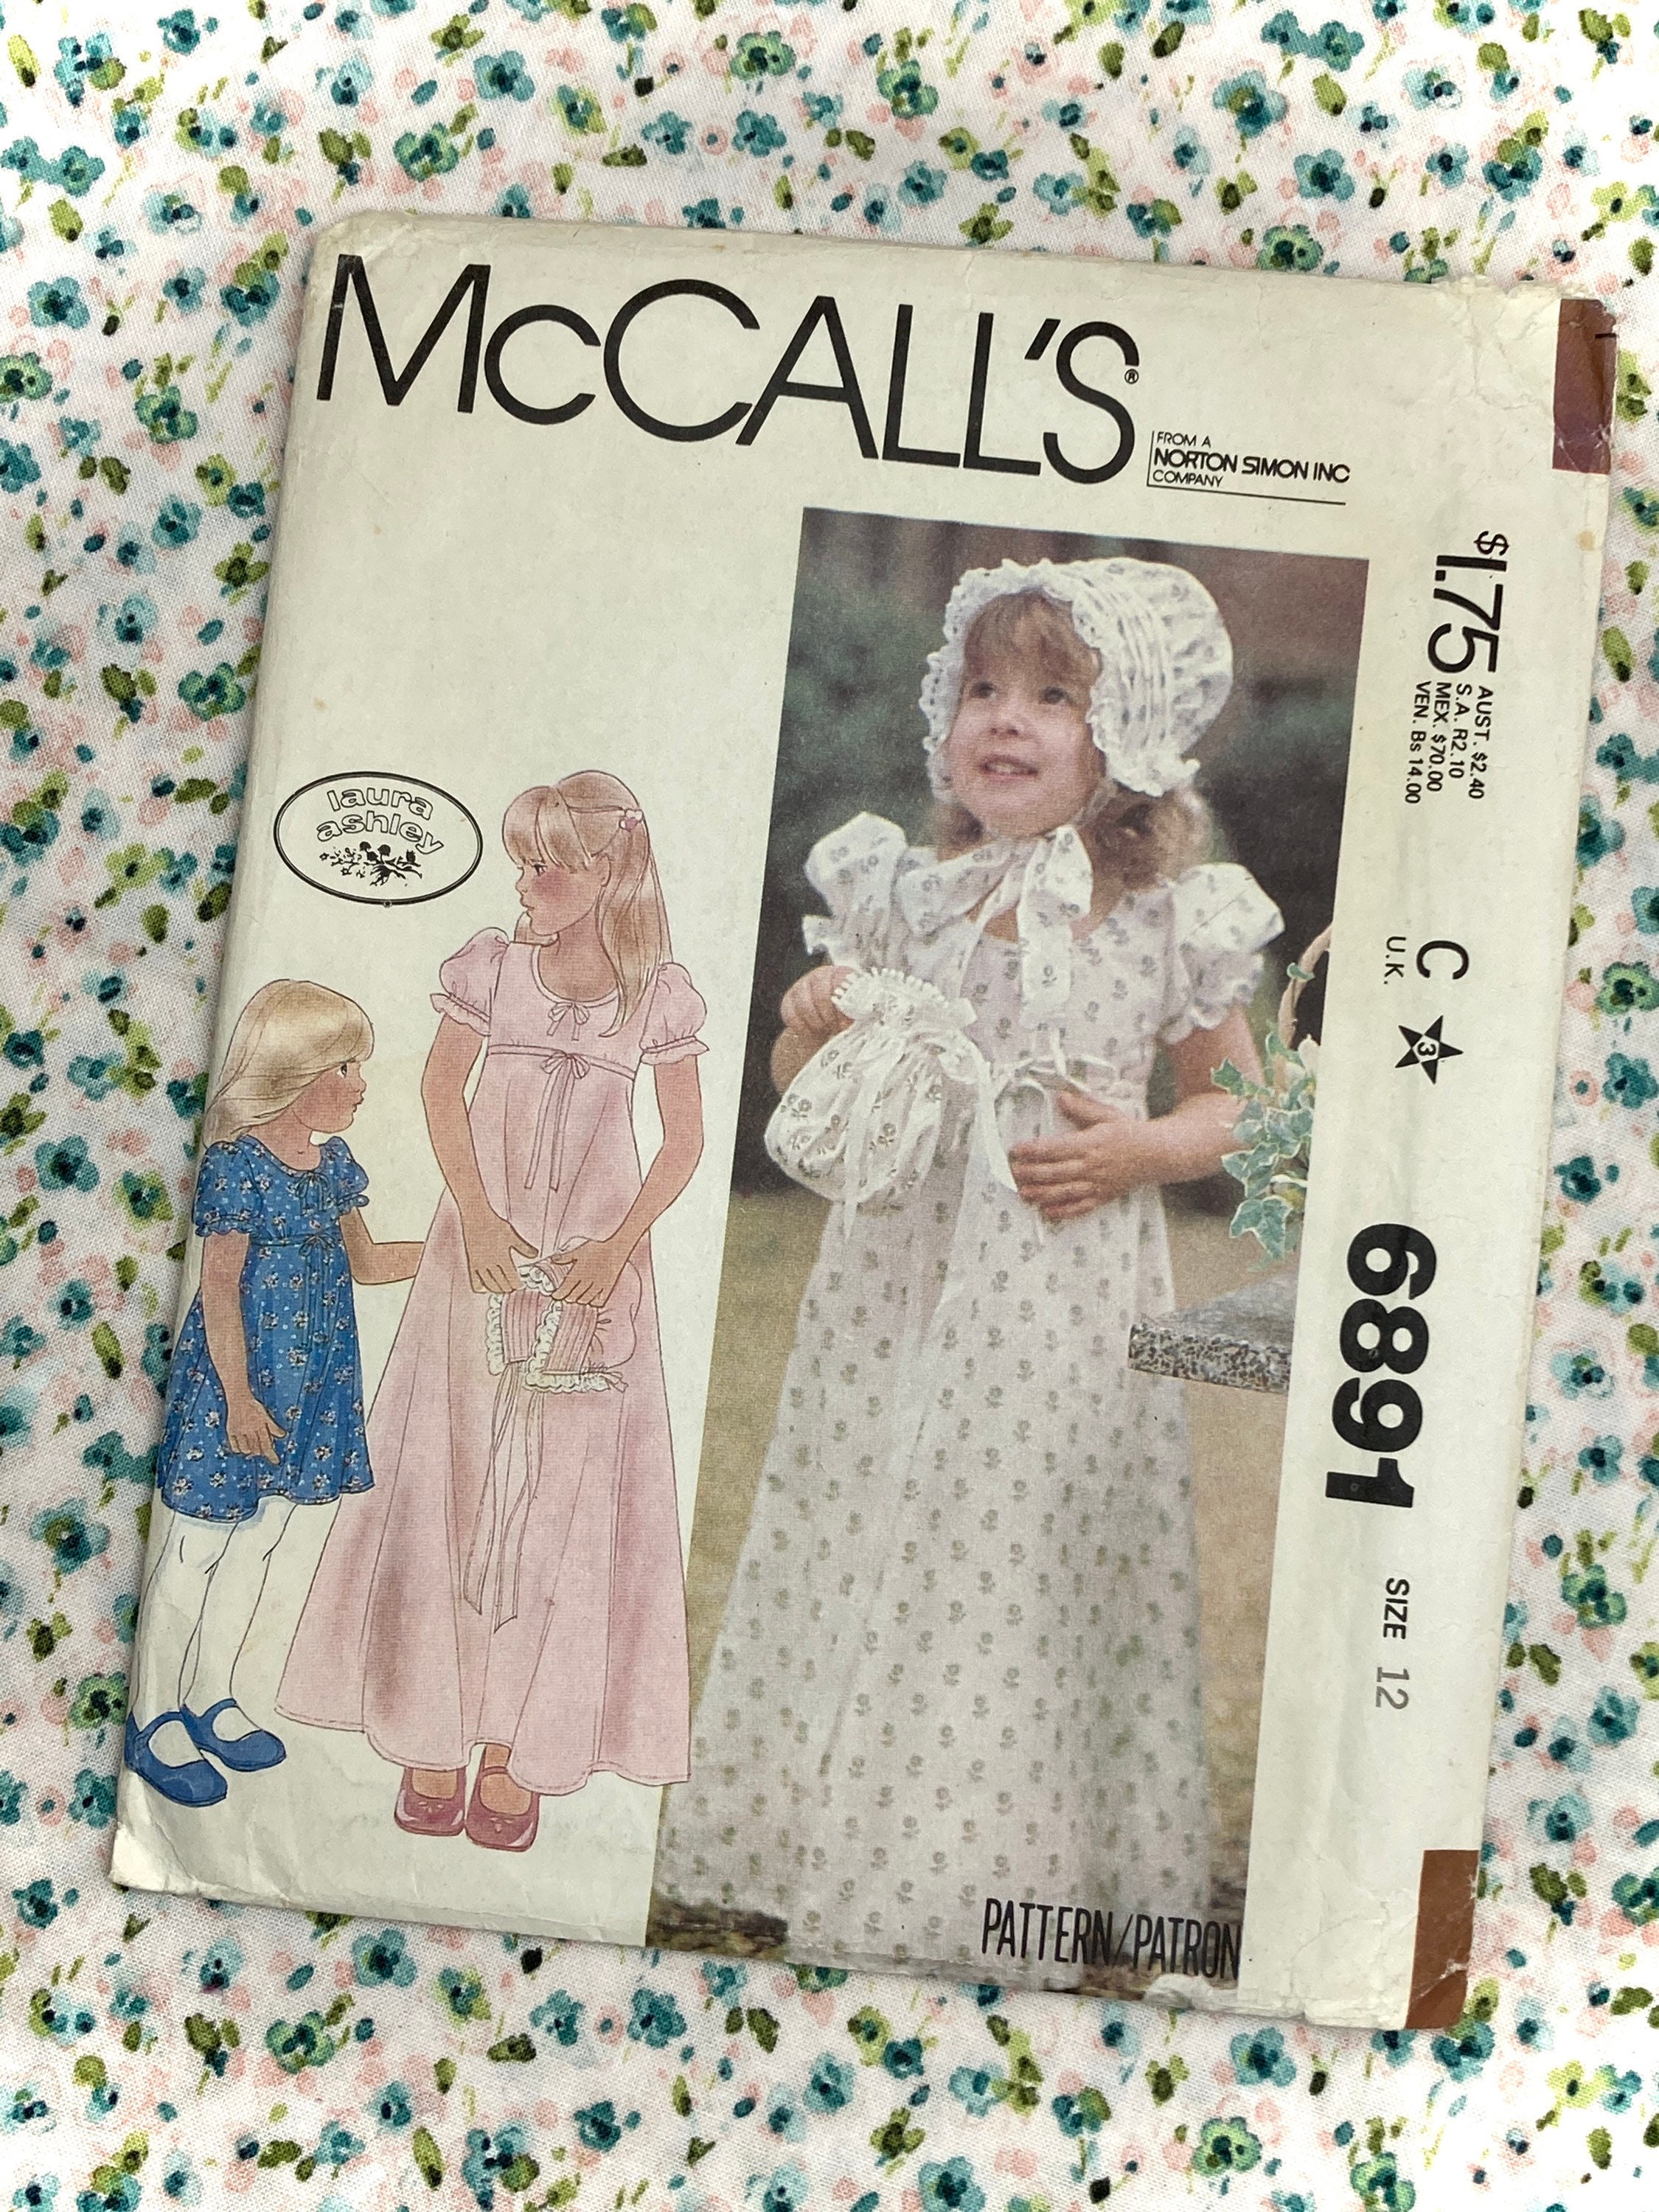 McCALL'S®
FROM A
NORTON SIMON INC
COMPANY
$1.75
AUST. $2.40
S.A. R2.10
MEX. $70.00
VEN. Bs 14.00
C
U.K.
3
6891
SIZE 12
laura
ashley
PATTERN/PATRON